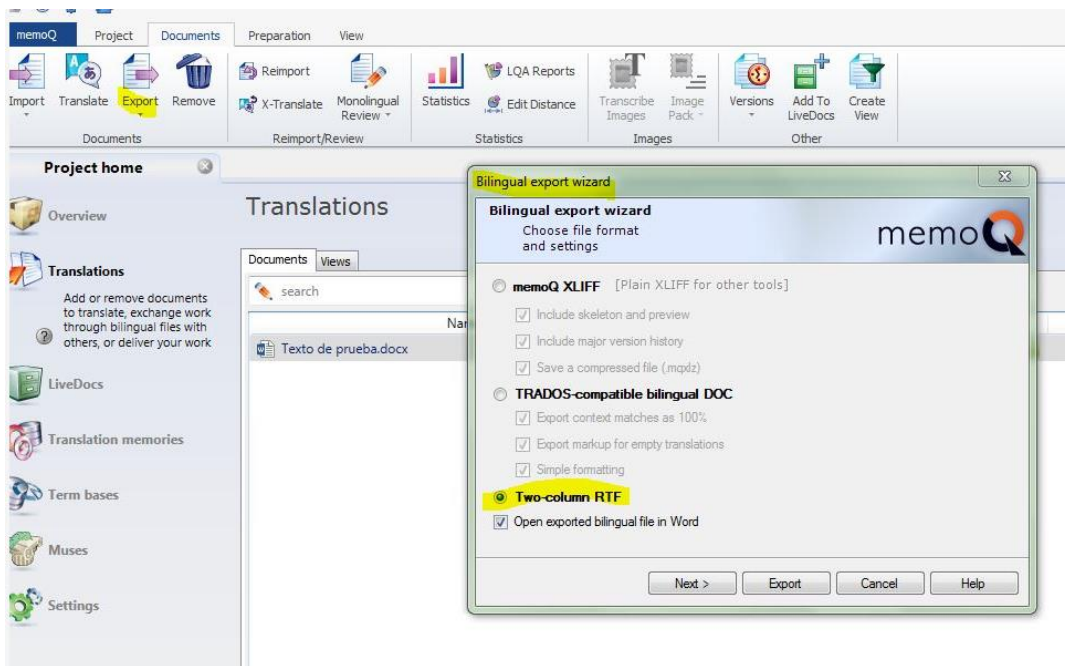 memoQ Project Documents Preparation View
Import Translate Export Remove
Documents
Reimport
X-Translate
Monolingual
Review
Reimport/Review
Statistics
LQA Reports
Edit Distance
Statistics
Transcribe
Images
Image
Pack
Images
Versions
Add To
LiveDocs
Create
View
Other
Project home
Overview
Translations
Add or remove documents
to translate, exchange work
through bilingual files with
others, or deliver your work
LiveDocs
Translation memories
Term bases
Muses
Settings
Translations
Documents Views
search
Texto de prueba.docx
Bilingual export wizard
Bilingual export wizard
Choose file format
and settings
memoQ
memoQ XLIFF [Plain XLIFF for other tools]
Include skeleton and preview
Include major version history
Save a compressed file (.mqxlz)
TRADOS-compatible bilingual DOC
Export context matches as 100%
Export markup for empty translations
Simple formatting
Two-column RTF
Open exported bilingual file in Word
Next > Export Cancel Help